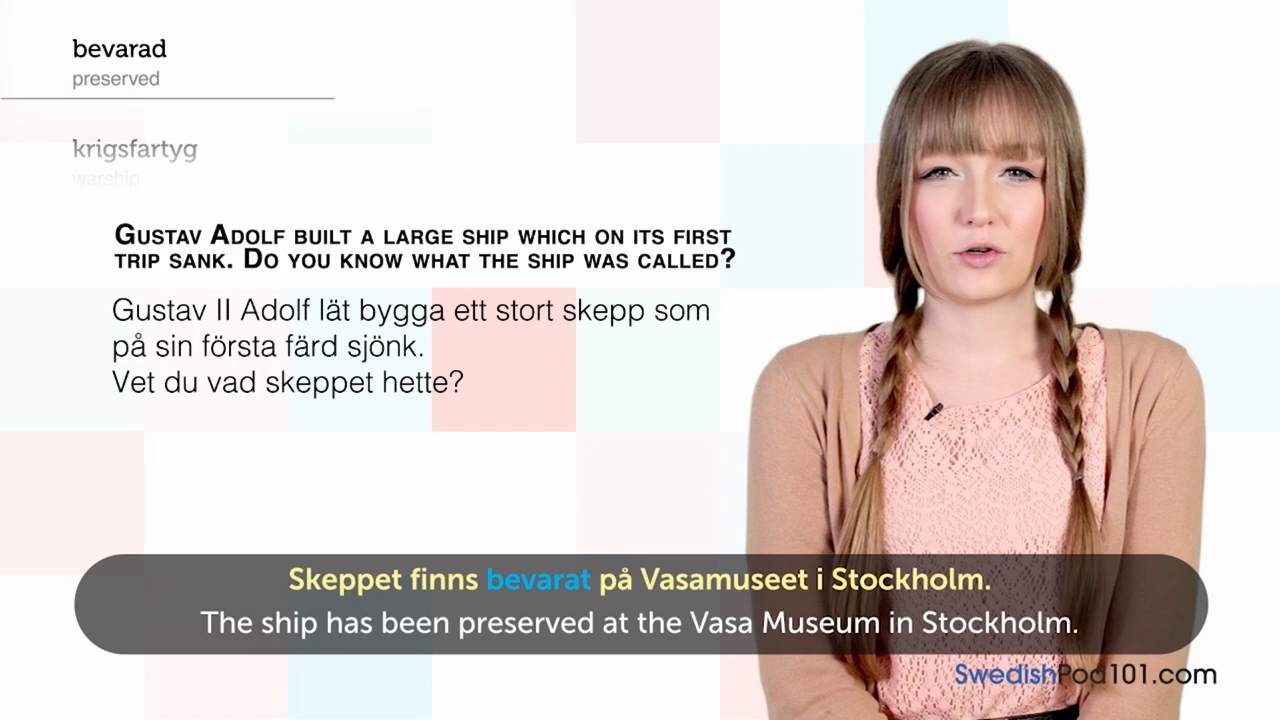 bevarad
preserved
krigsfartyg
warship
GUSTAV ADOLF BUILT A LARGE SHIP WHICH ON ITS FIRST
TRIP SANK. DO YOU KNOW WHAT THE SHIP WAS CALLED?
Gustav II Adolf lät bygga ett stort skepp som
på sin första färd sjönk.
Vet du vad skeppet hette?
Skeppet finns bevarat på Vasamuseet i Stockholm.
The ship has been preserved at the Vasa Museum in Stockholm.
SwedishPod101.com